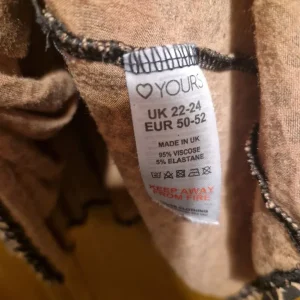 ♡ YOURS
UK 22-24
EUR 50-52
MADE IN UK
95% VISCOSE
5% ELASTANE
KEEP AWAY
FROM FIRE